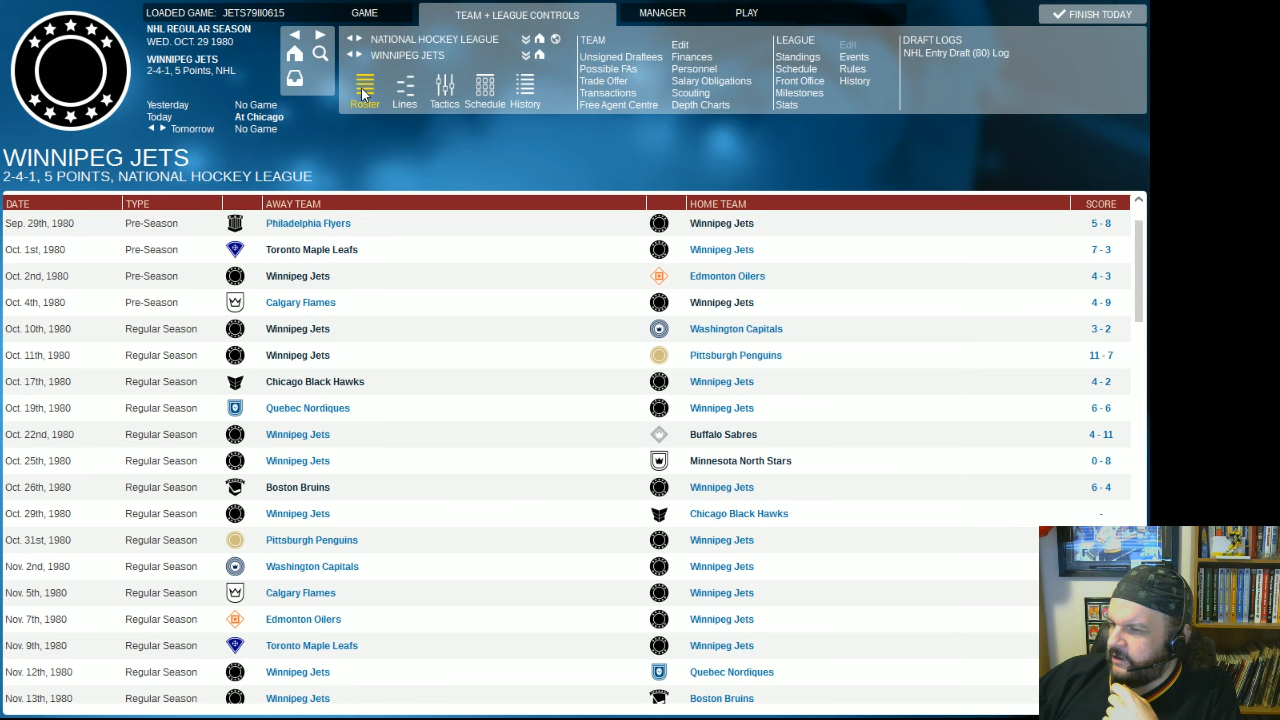 LOADED GAME: JETS79II0615
GAME
TEAM + LEAGUE CONTROLS
MANAGER
PLAY
FINISH TODAY
NHL REGULAR SEASON
WED. OCT. 29 1980
WINNIPEG JETS
2-4-1, 5 Points, NHL
Yesterday No Game
Today At Chicago
Tomorrow No Game
NATIONAL HOCKEY LEAGUE
WINNIPEG JETS
Roster
Lines
Tactics
Schedule
History
TEAM
Unsigned Draftees
Possible FAs
Trade Offer
Transactions
Free Agent Centre
Edit
Finances
Personnel
Salary Obligations
Scouting
Depth Charts
LEAGUE
Standings
Schedule
Front Office
Milestones
Stats
Edit
Events
Rules
History
DRAFT LOGS
NHL Entry Draft (80) Log
WINNIPEG JETS
2-4-1, 5 POINTS, NATIONAL HOCKEY LEAGUE
DATE TYPE AWAY TEAM HOME TEAM SCORE
Sep. 29th, 1980 Pre-Season Philadelphia Flyers Winnipeg Jets 5 - 8
Oct. 1st, 1980 Pre-Season Toronto Maple Leafs Winnipeg Jets 7 - 3
Oct. 2nd, 1980 Pre-Season Winnipeg Jets Edmonton Oilers 4 - 3
Oct. 4th, 1980 Pre-Season Calgary Flames Winnipeg Jets 4 - 9
Oct. 10th, 1980 Regular Season Winnipeg Jets Washington Capitals 3 - 2
Oct. 11th, 1980 Regular Season Winnipeg Jets Pittsburgh Penguins 11 - 7
Oct. 17th, 1980 Regular Season Chicago Black Hawks Winnipeg Jets 4 - 2
Oct. 19th, 1980 Regular Season Quebec Nordiques Winnipeg Jets 6 - 6
Oct. 22nd, 1980 Regular Season Winnipeg Jets Buffalo Sabres 4 - 11
Oct. 25th, 1980 Regular Season Winnipeg Jets Minnesota North Stars 0 - 8
Oct. 26th, 1980 Regular Season Boston Bruins Winnipeg Jets 6 - 4
Oct. 29th, 1980 Regular Season Winnipeg Jets Chicago Black Hawks -
Oct. 31st, 1980 Regular Season Pittsburgh Penguins Winnipeg Jets
Nov. 2nd, 1980 Regular Season Washington Capitals Winnipeg Jets
Nov. 5th, 1980 Regular Season Calgary Flames Winnipeg Jets
Nov. 7th, 1980 Regular Season Edmonton Oilers Winnipeg Jets
Nov. 9th, 1980 Regular Season Toronto Maple Leafs Winnipeg Jets
Nov. 12th, 1980 Regular Season Winnipeg Jets Quebec Nordiques
Nov. 13th, 1980 Regular Season Winnipeg Jets Boston Bruins